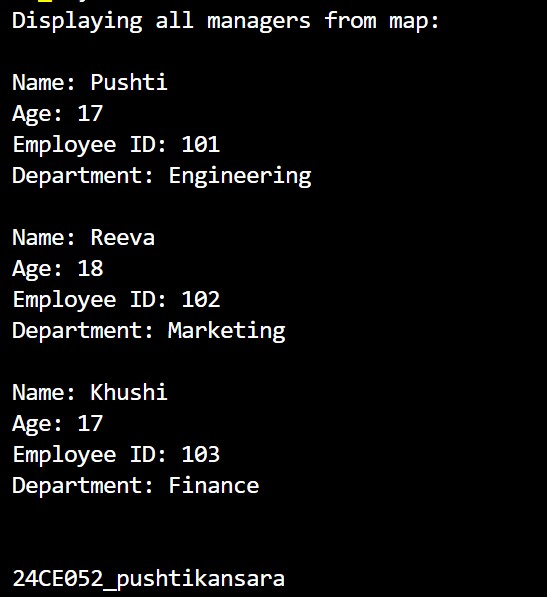 Displaying all managers from map:
Name: Pushti
Age: 17
Employee ID: 101
Department: Engineering
Name: Reeva
Age: 18
Employee ID: 102
Department: Marketing
Name: Khushi
Age: 17
Employee ID: 103
Department: Finance
24CE052_pushtikansara